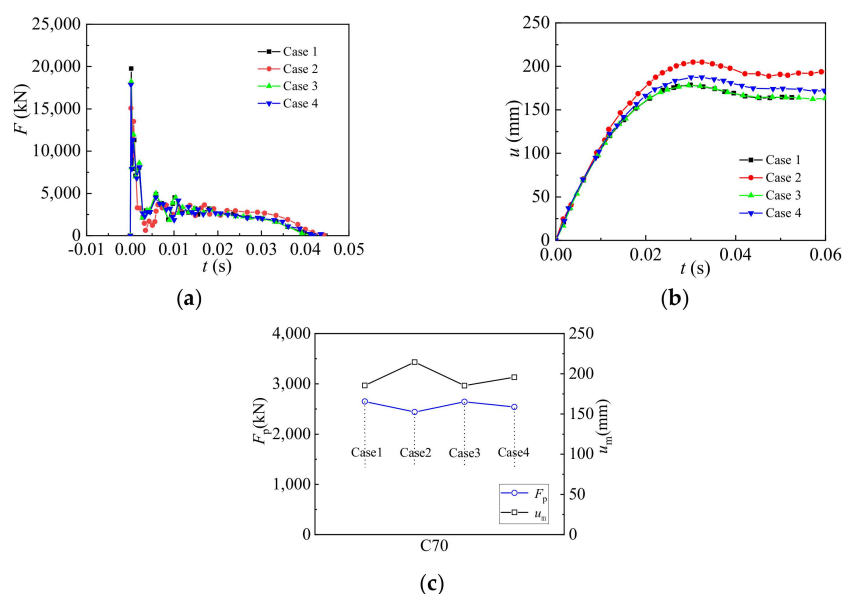 25,000
20,000
15,000
10,000
5,000
0
F (kN)
-0.01 0.00 0.01 0.02 0.03 0.04 0.05
t (s)
Case 1
Case 2
Case 3
Case 4
(a)
250
200
150
100
50
0
u (mm)
0.00 0.02 0.04 0.06
t (s)
Case 1
Case 2
Case 3
Case 4
(b)
4,000
3,000
2,000
1,000
0
Fp(kN)
Case1 Case2 Case3 Case4
Fp
um
C70
250
200
150
100
50
0
um(mm)
(c)